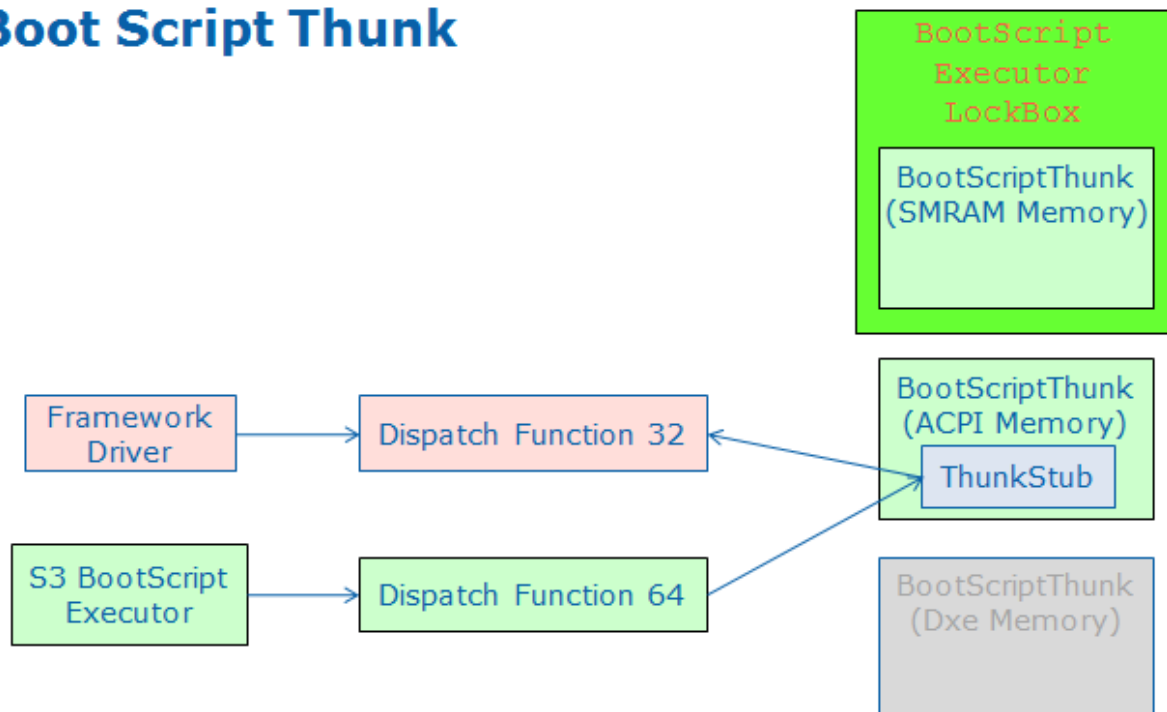 Boot Script Thunk
BootScript
Executor
LockBox
BootScriptThunk
(SMRAM Memory)
BootScriptThunk
(ACPI Memory)
ThunkStub
Framework
Driver
Dispatch Function 32
S3 BootScript
Executor
Dispatch Function 64
BootScriptThunk
(Dxe Memory)